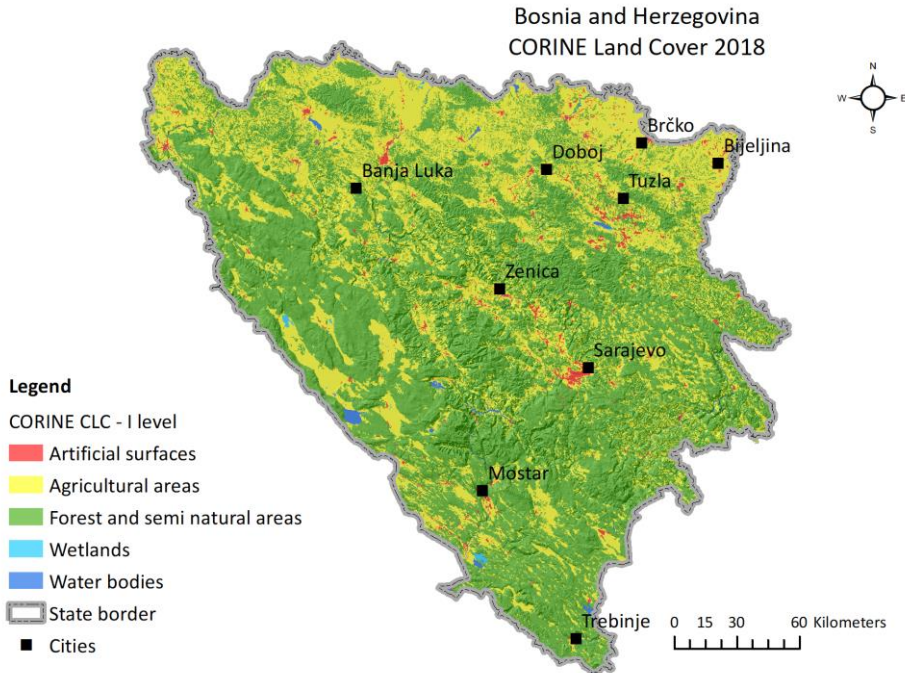 Bosnia and Herzegovina
CORINE Land Cover 2018
N
W E
S
Brčko
Bijeljina
Doboj
Banja Luka
Tuzla
Zenica
Sarajevo
Mostar
Trebinje
Legend
CORINE CLC - I level
Artificial surfaces
Agricultural areas
Forest and semi natural areas
Wetlands
Water bodies
State border
Cities
0 15 30 60 Kilometers